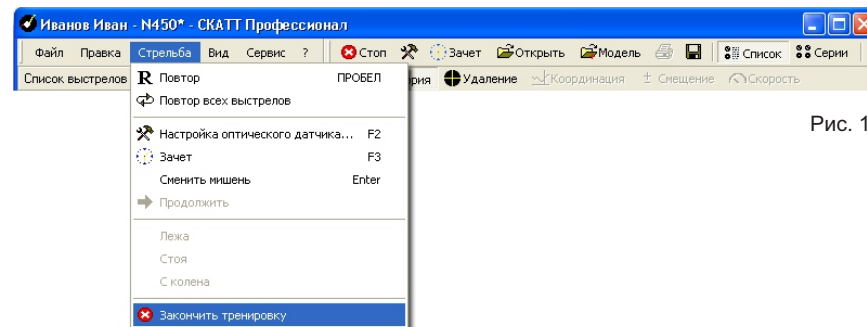 Иванов Иван - N450* - СКАТТ Профессионал
Файл Правка Стрельба Вид Сервис ? Стоп Зачет Открыть Модель Список Серии
Список выстрелов Удаление Координация ± Смещение Скорость
R Повтор ПРОБЕЛ
Повтор всех выстрелов
Рис. 1
Настройка оптического датчика... F2
Зачет F3
Сменить мишень Enter
Продолжить
Лежа
Стоя
С колена
Закончить тренировку